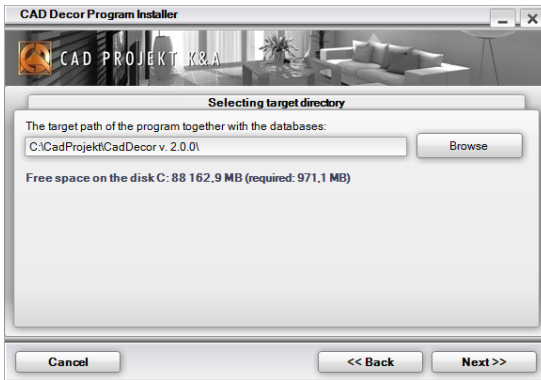 CAD Decor Program Installer
CAD PROJEKT K&A
Selecting target directory
The target path of the program together with the databases:
C:\CadProjekt\CadDecor v. 2.0.0\
Browse
Free space on the disk C: 88 162,9 MB (required: 971,1 MB)
Cancel
<< Back
Next >>